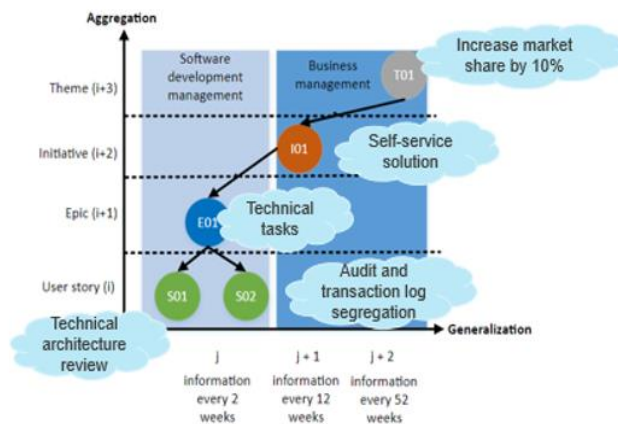 Aggregation
Software
development
management
Business
management
Increase market
share by 10%
Theme (i+3)
T01
Initiative (i+2)
I01
Self-service
solution
Epic (i+1)
E01
Technical
tasks
User story (i)
S01
S02
Audit and
transaction log
segregation
Technical
architecture
review
Generalization
j
information
every 2
weeks
j + 1
information
every 12
weeks
j + 2
information
every 52
weeks